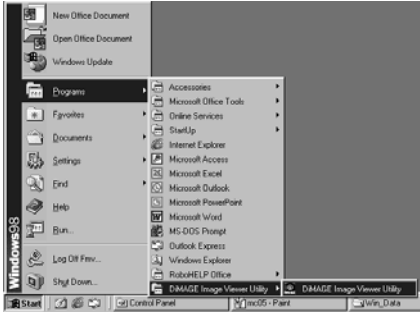 New Office Document
Open Office Document
Windows Update
Programs
Favorites
Documents
Settings
Find
Help
Run...
Log Off Fmv...
Shut Down...
Windows98
Accessories
Microsoft Office Tools
Online Services
StartUp
Internet Explorer
Microsoft Access
Microsoft Excel
Microsoft Outlook
Microsoft PowerPoint
Microsoft Word
MS-DOS Prompt
Outlook Express
Windows Explorer
RoboHELP Office
DiMAGE Image Viewer Utility
DiMAGE Image Viewer Utility
Start
Control Panel
mc05 - Paint
Win_Data